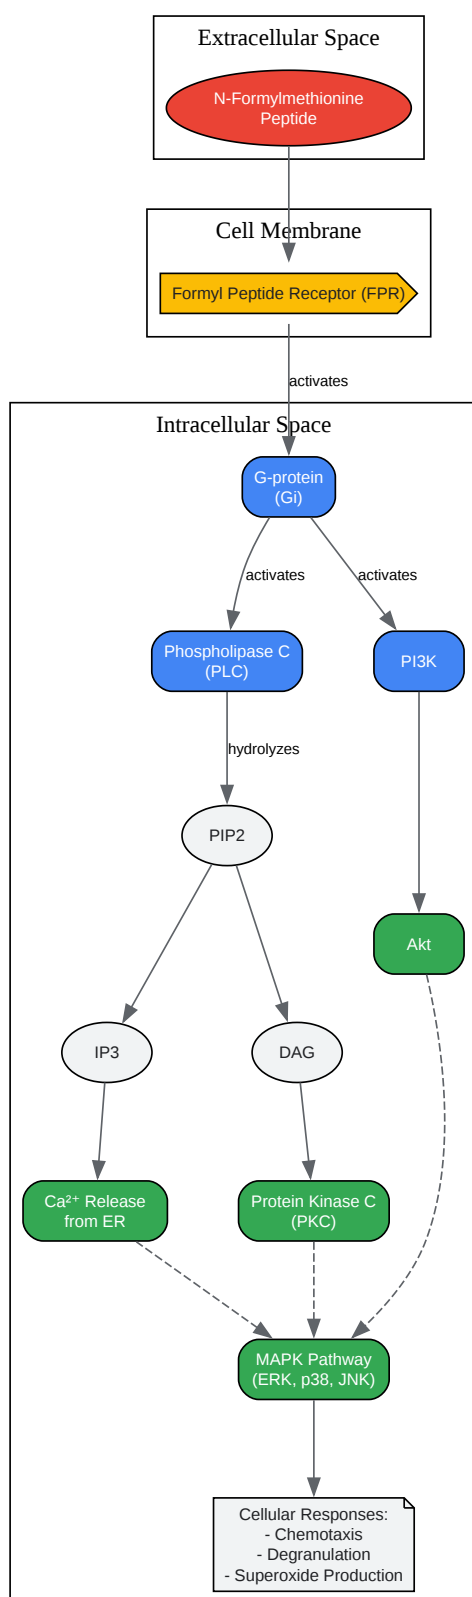 Extracellular Space
N-Formylmethionine
Peptide
Cell Membrane
Formyl Peptide Receptor (FPR)
activates
Intracellular Space
G-protein
(Gi)
activates
activates
Phospholipase C
(PLC)
PI3K
hydrolyzes
PIP2
Akt
IP3
DAG
Ca²⁺ Release
from ER
Protein Kinase C
(PKC)
MAPK Pathway
(ERK, p38, JNK)
Cellular Responses:
- Chemotaxis
- Degranulation
- Superoxide Production